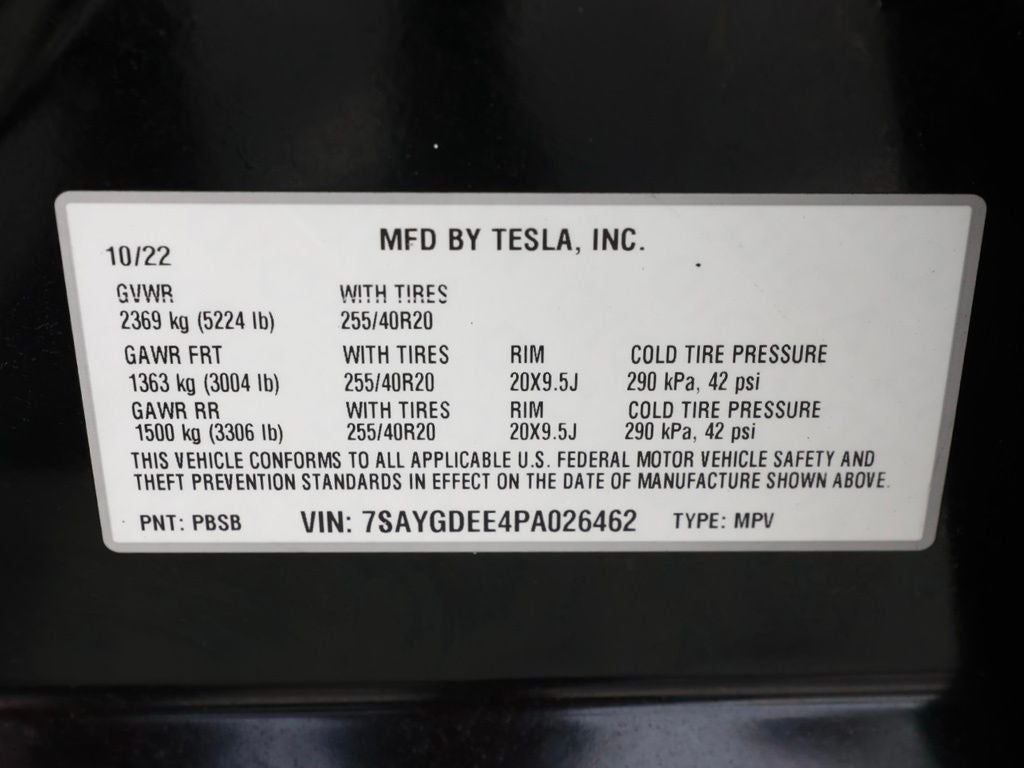 MFD BY TESLA, INC.
10/22
GVWR WITH TIRES
2369 kg (5224 lb) 255/40R20
GAWR FRT WITH TIRES RIM COLD TIRE PRESSURE
1363 kg (3004 lb) 255/40R20 20X9.5J 290 kPa, 42 psi
GAWR RR WITH TIRES RIM COLD TIRE PRESSURE
1500 kg (3306 lb) 255/40R20 20X9.5J 290 kPa, 42 psi
THIS VEHICLE CONFORMS TO ALL APPLICABLE U.S. FEDERAL MOTOR VEHICLE SAFETY AND
THEFT PREVENTION STANDARDS IN EFFECT ON THE DATE OF MANUFACTURE SHOWN ABOVE.
PNT: PBSB VIN: 7SAYGDEE4PA026462 TYPE: MPV